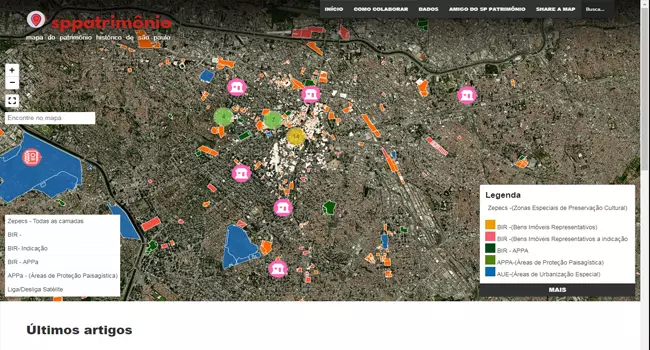 sppatrimônio
mapa do patrimônio histórico de são paulo
INÍCIO COMO COLABORAR DADOS AMIGO DO SP PATRIMÔNIO SHARE A MAP Busca...
+
−
Encontre no mapa
Zepecs - Todas as camadas
BIR -
BIR- Indicação
BIR - APPa
APPa - (Áreas de Proteção Paisagística)
Liga/Desliga Satélite
Legenda
Zepecs -(Zonas Especiais de Preservação Cultural)
BIR -(Bens Imóveis Representativos)
BIR -(Bens Imóveis Representativos a indicação
BIR - APPA
APPA-(Áreas de Proteção Paisagística)
AUE-(Áreas de Urbanização Especial)
MAIS
Últimos artigos